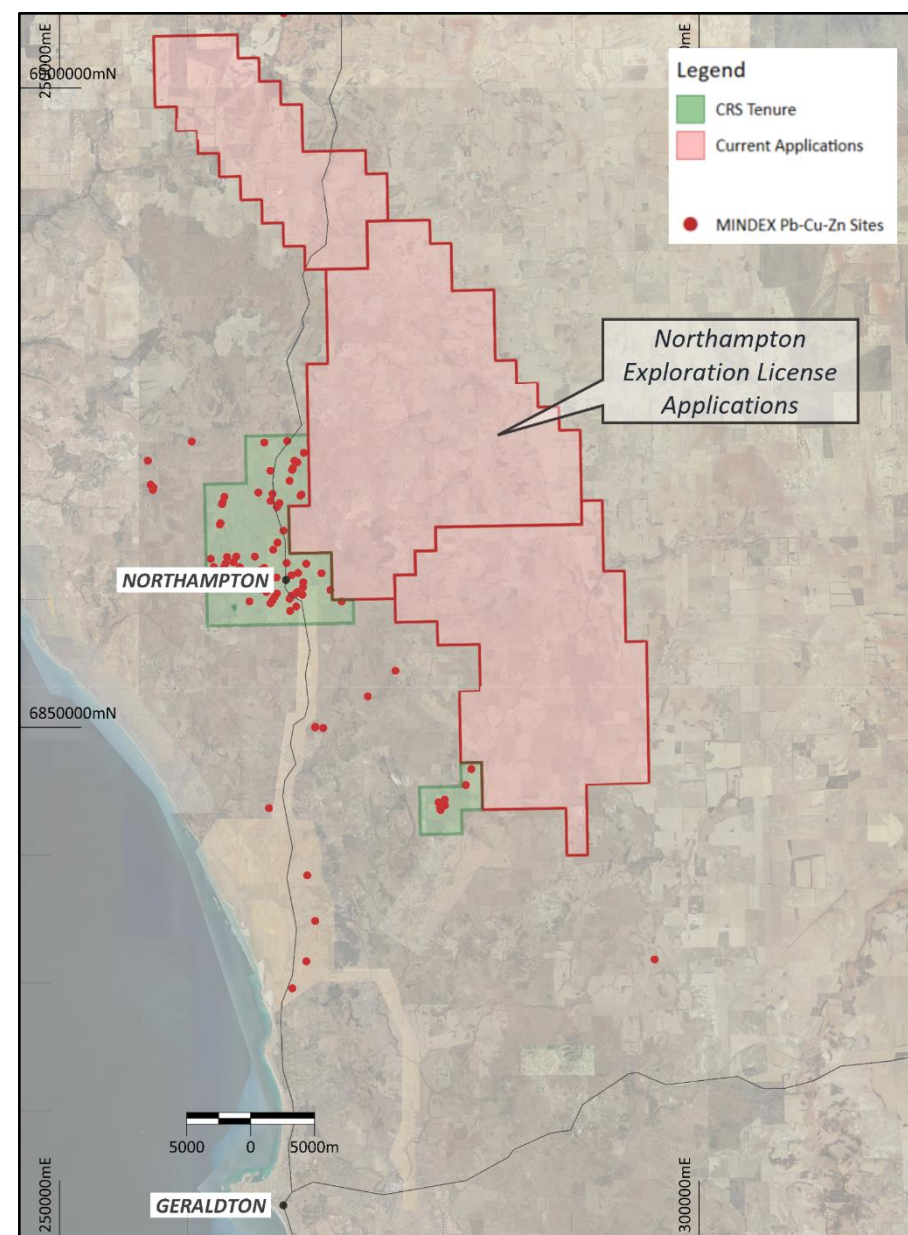 250000mE
mE
6900000mN
Legend
CRS Tenure
Current Applications
MINDEX Pb-Cu-Zn Sites
Northampton
Exploration License
Applications
NORTHAMPTON
6850000mN
5000 0 5000m
GERALDTON
250000mE
300000mE